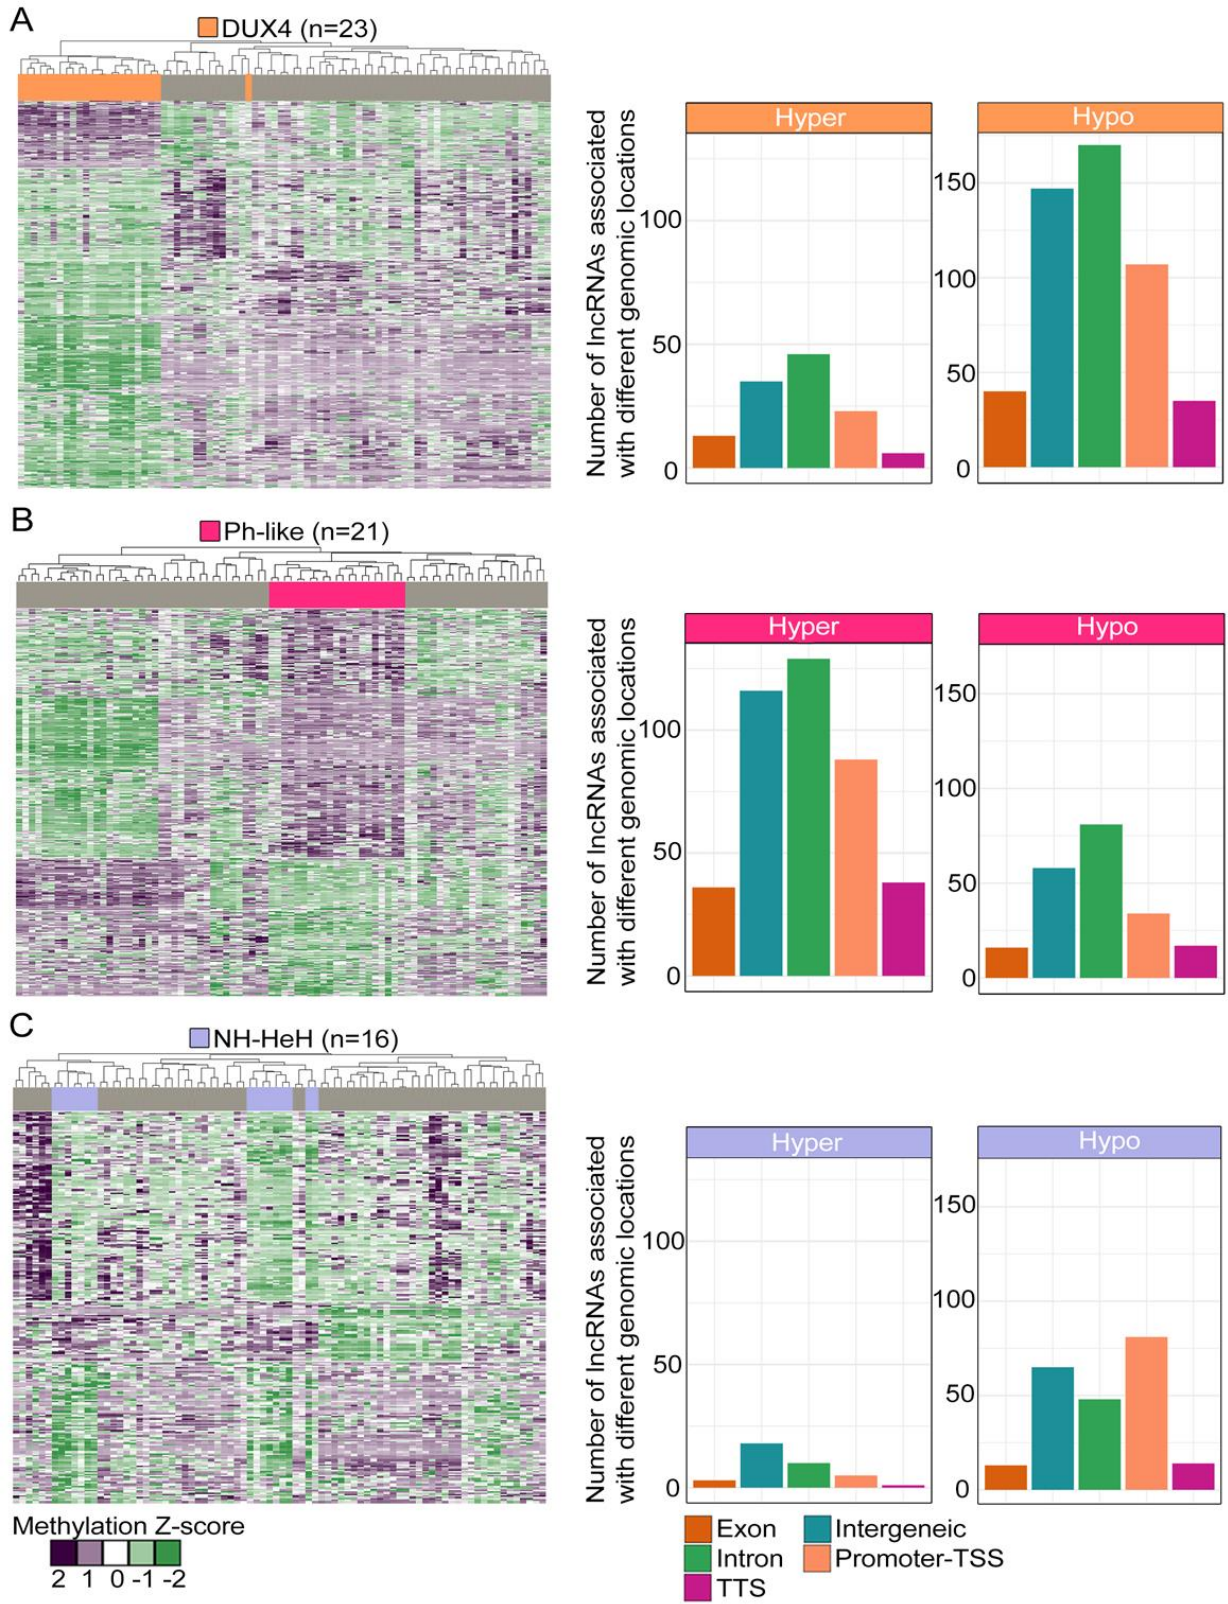 A
DUX4 (n=23)
Number of lncRNAs associated
with different genomic locations
Hyper
100
50
0
Hypo
150
100
50
0
B
Ph-like (n=21)
Number of lncRNAs associated
with different genomic locations
Hyper
100
50
0
Hypo
150
100
50
0
C
NH-HeH (n=16)
Number of lncRNAs associated
with different genomic locations
Hyper
100
50
0
Hypo
150
100
50
0
Methylation Z-score
2 1 0 -1 -2
Exon
Intergeneic
Intron
Promoter-TSS
TTS